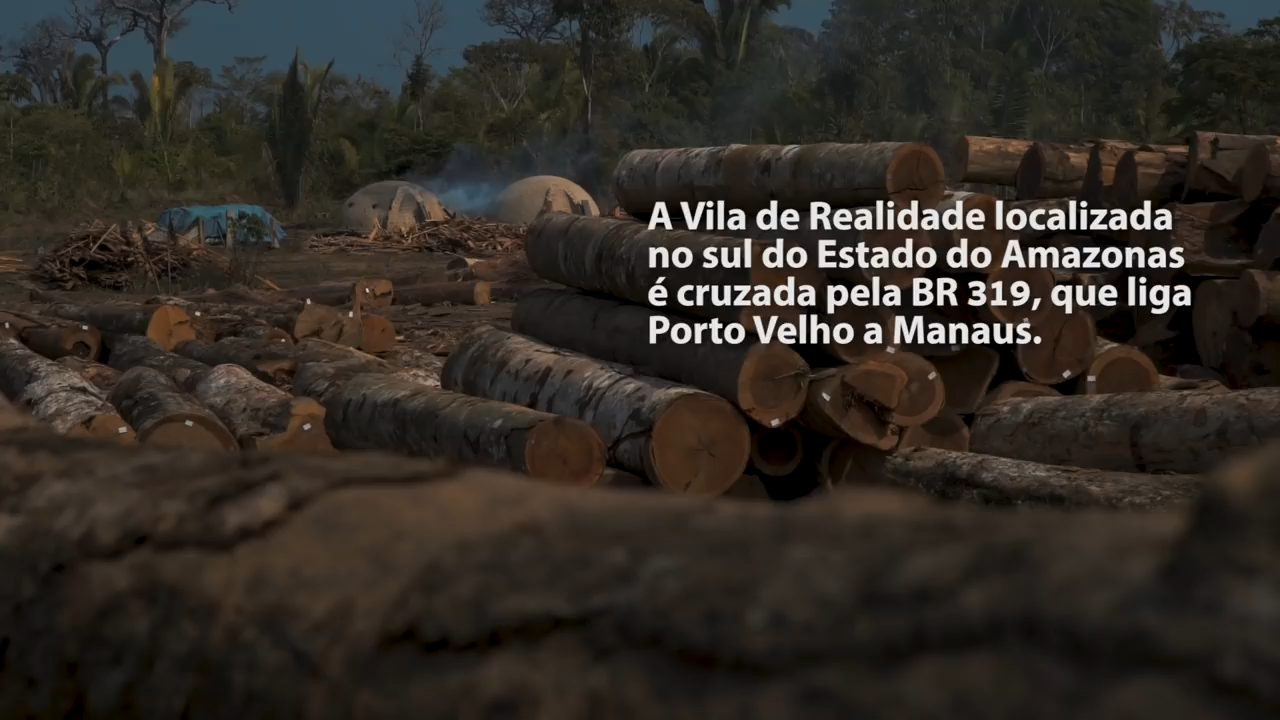 A Vila de Realidade localizada
no sul do Estado do Amazonas
é cruzada pela BR 319, que liga
Porto Velho a Manaus.